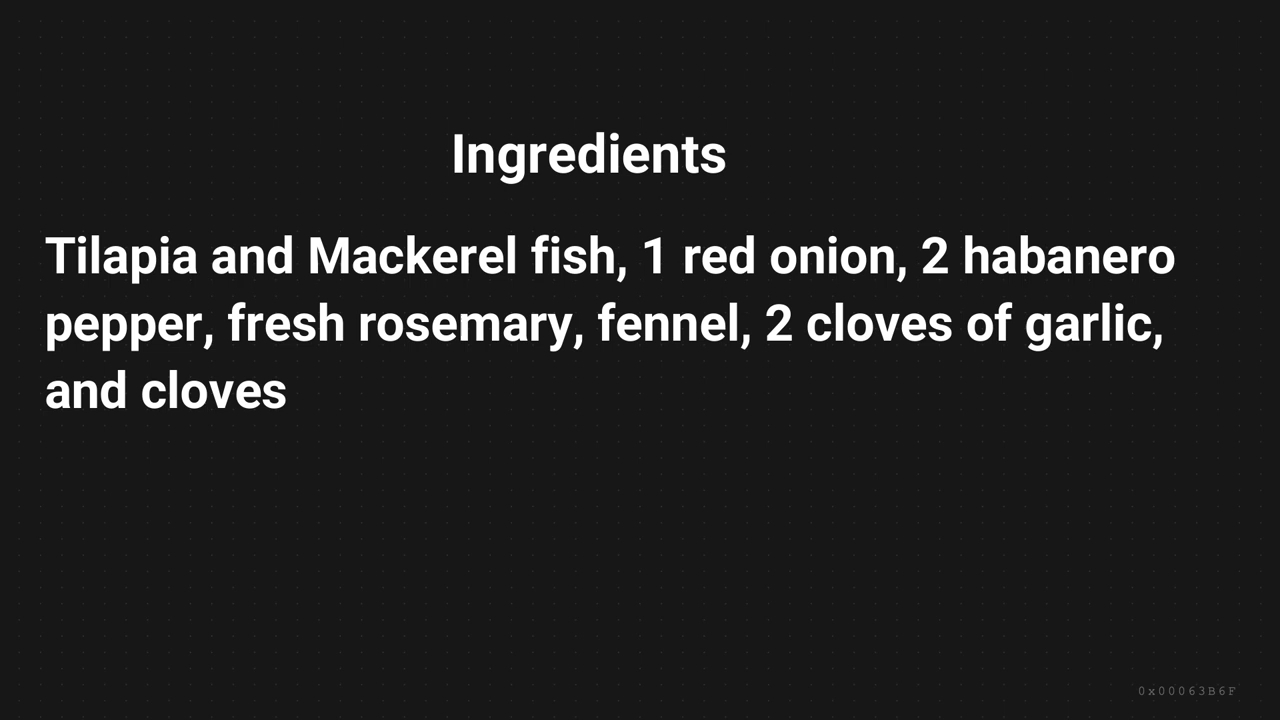 Ingredients
Tilapia and Mackerel fish, 1 red onion, 2 habanero
pepper, fresh rosemary, fennel, 2 cloves of garlic,
and cloves
0x00063B6F